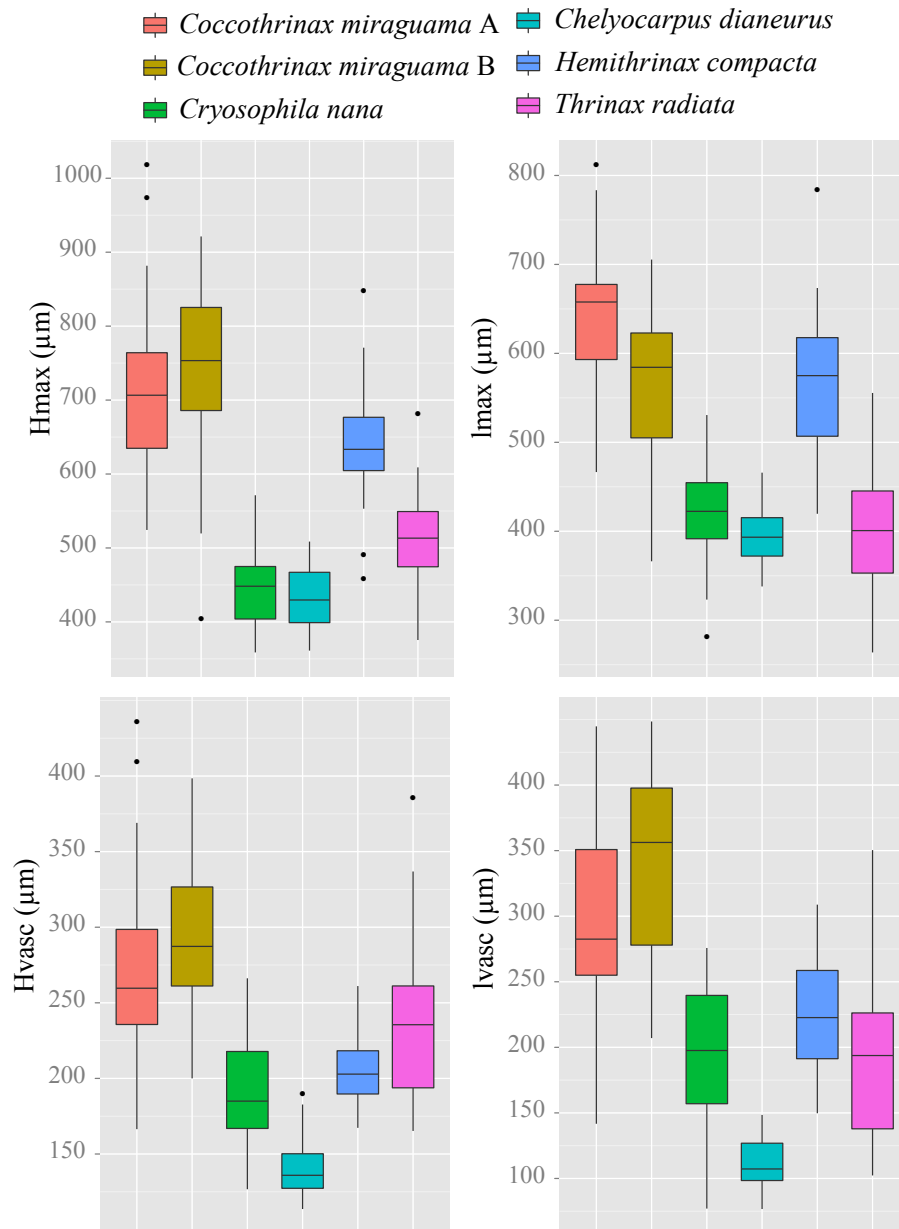 Coccothrinax miraguama A
Coccothrinax miraguama B
Cryosophila nana
Chelyocarpus dianeurus
Hemithrinax compacta
Thrinax radiata
Hmax (µm)
1000
900
800
700
600
500
400
lmax (µm)
800
700
600
500
400
300
Hvasc (µm)
400
350
300
250
200
150
lvasc (µm)
400
350
300
250
200
150
100